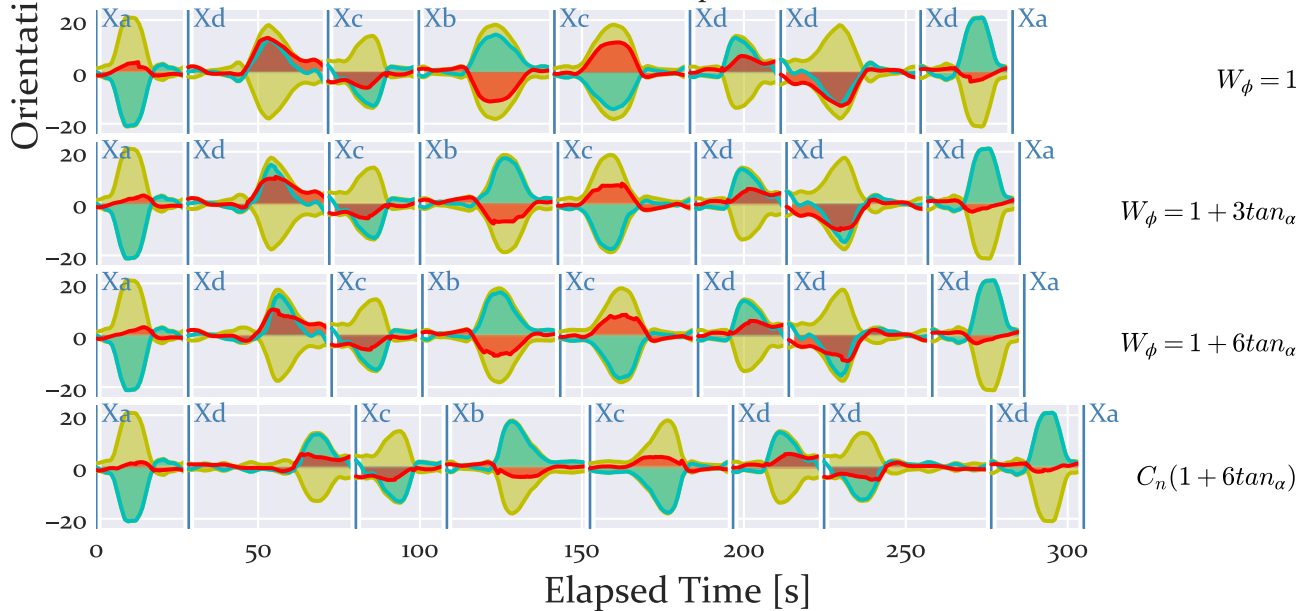 Orientati
20
0
−20
Xa Xd Xc Xb Xc Xd Xd Xd Xa
W_ϕ = 1
20
0
−20
Xa Xd Xc Xb Xc Xd Xd Xd Xa
W_ϕ = 1 + 3tan_α
20
0
−20
Xa Xd Xc Xb Xc Xd Xd Xd Xa
W_ϕ = 1 + 6tan_α
20
0
−20
Xa Xd Xc Xb Xc Xd Xd Xd Xa
C_n(1 + 6tan_α)
0 50 100 150 200 250 300
Elapsed Time [s]